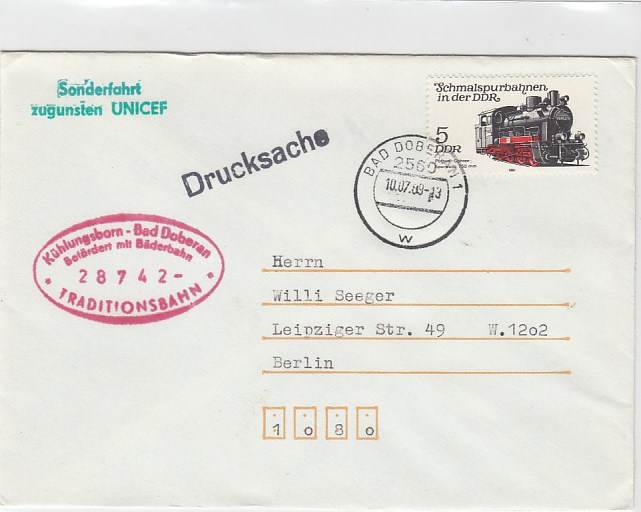 Sonderfahrt
zugunsten UNICEF
Drucksache
Schmalspurbahnen
in der DDR
5
DDR
BAD DOBERAN 1
2560
10.07.89-13
w
Kühlungsborn - Bad Doberan
Befördert mit Bäderbahn
28742-
TRADITIONSBAHN
Herrn
Willi Seeger
Leipziger Str. 49 W.12o2
Berlin
1 o 8 o